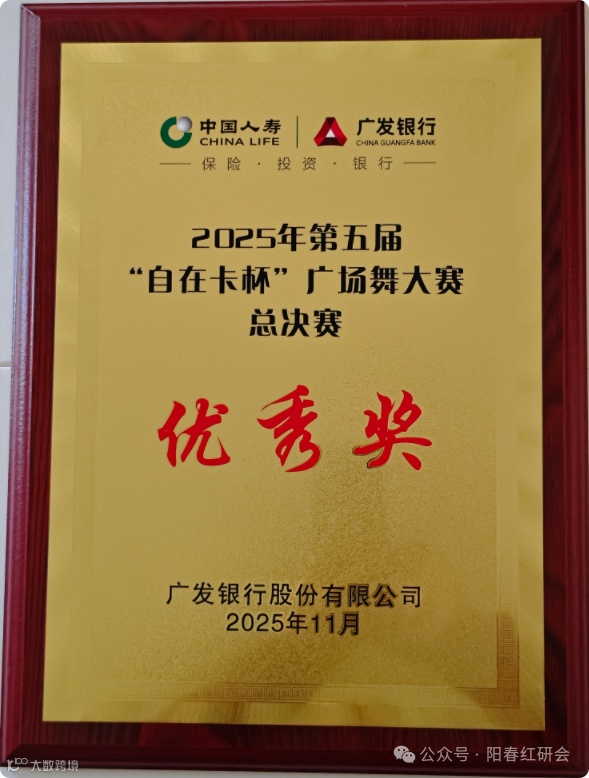 中国人寿 CHINA LIFE
广发银行 CHINA GUANGFA BANK
保险·投资·银行
2025年第五届
“自在卡杯”广场舞大赛
总决赛
优秀奖
广发银行股份有限公司
2025年11月
公众号·阳春红研会
大数跨境